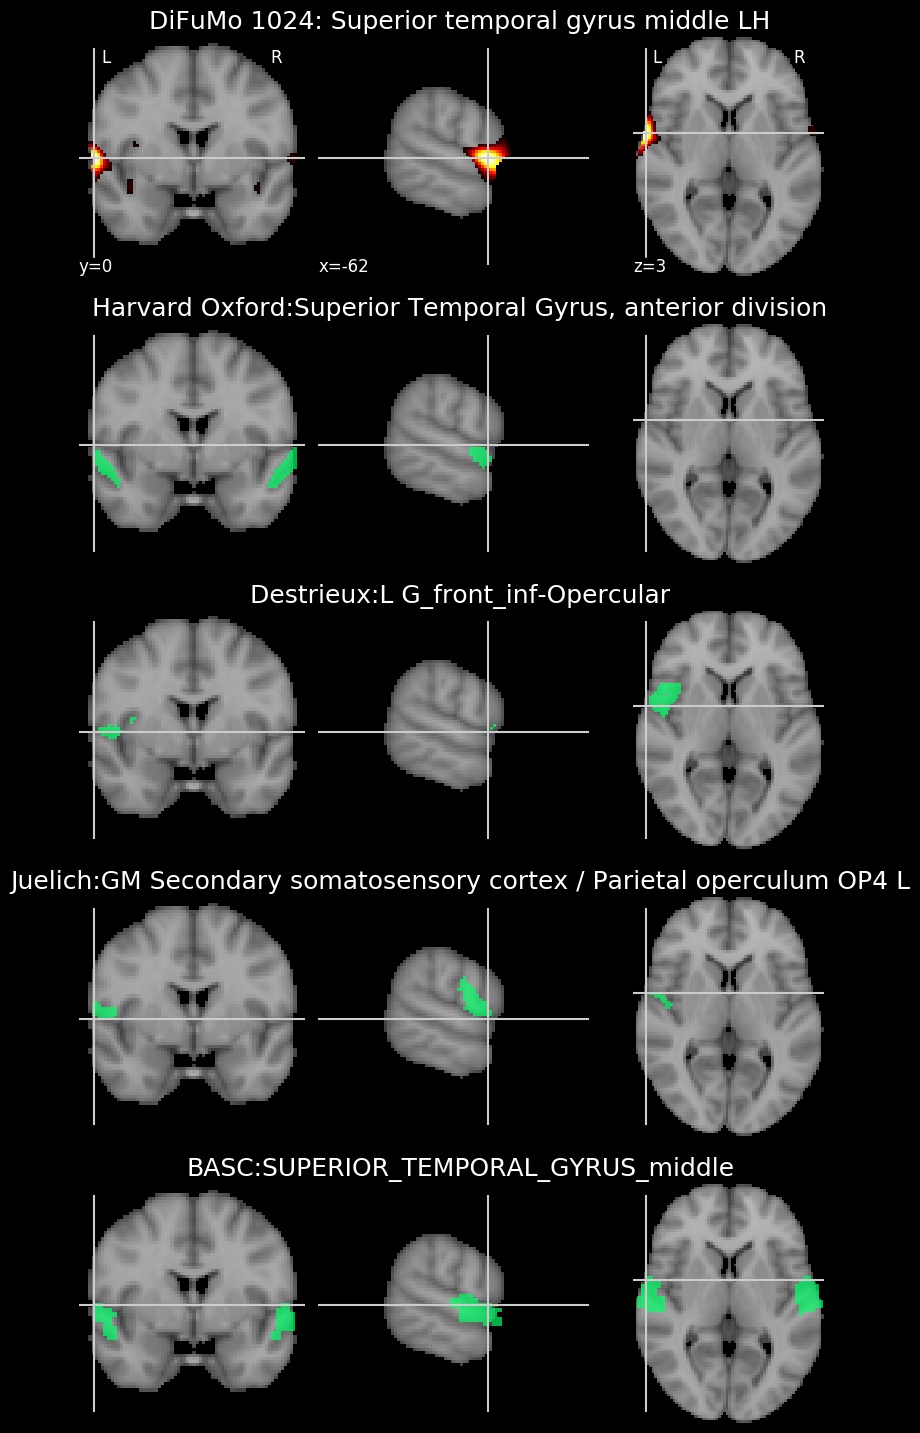 DiFuMo 1024: Superior temporal gyrus middle LH
L R L R
y=0 x=-62 z=3
Harvard Oxford:Superior Temporal Gyrus, anterior division
Destrieux:L G_front_inf-Opercular
Juelich:GM Secondary somatosensory cortex / Parietal operculum OP4 L
BASC:SUPERIOR_TEMPORAL_GYRUS_middle